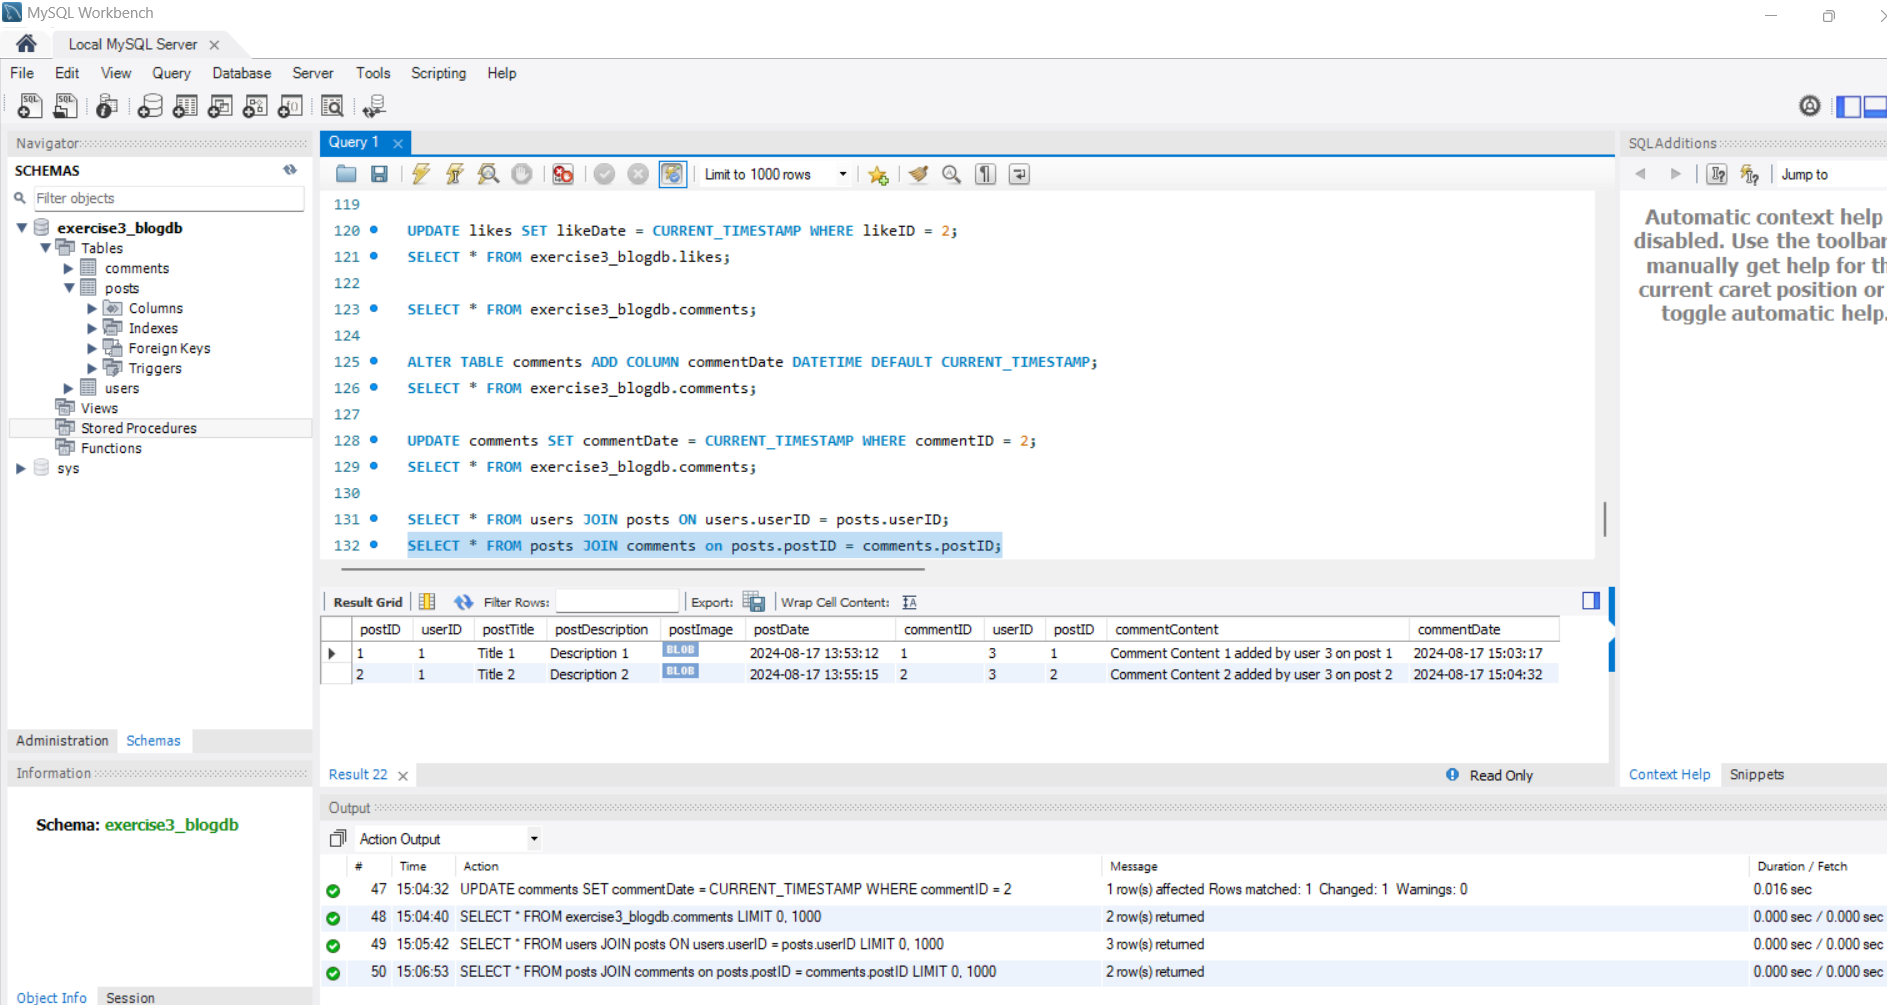 MySQL Workbench
Local MySQL Server
File Edit View Query Database Server Tools Scripting Help
Navigator
SCHEMAS
Filter objects
exercise3_blogdb
Tables
comments
posts
Columns
Indexes
Foreign Keys
Triggers
users
Views
Stored Procedures
Functions
sys
Administration Schemas
Information
Schema: exercise3_blogdb
Object Info Session
Query 1
Limit to 1000 rows
119
120 UPDATE likes SET likeDate = CURRENT_TIMESTAMP WHERE likeID = 2;
121 SELECT * FROM exercise3_blogdb.likes;
122
123 SELECT * FROM exercise3_blogdb.comments;
124
125 ALTER TABLE comments ADD COLUMN commentDate DATETIME DEFAULT CURRENT_TIMESTAMP;
126 SELECT * FROM exercise3_blogdb.comments;
127
128 UPDATE comments SET commentDate = CURRENT_TIMESTAMP WHERE commentID = 2;
129 SELECT * FROM exercise3_blogdb.comments;
130
131 SELECT * FROM users JOIN posts ON users.userID = posts.userID;
132 SELECT * FROM posts JOIN comments on posts.postID = comments.postID;
Result Grid Filter Rows: Export: Wrap Cell Content:
postID userID postTitle postDescription postImage postDate commentID userID postID commentContent commentDate
1 1 Title 1 Description 1 BLOB 2024-08-17 13:53:12 1 3 1 Comment Content 1 added by user 3 on post 1 2024-08-17 15:03:17
2 1 Title 2 Description 2 BLOB 2024-08-17 13:55:15 2 3 2 Comment Content 2 added by user 3 on post 2 2024-08-17 15:04:32
Result 22
Read Only
SQLAdditions
Jump to
Automatic context help
disabled. Use the toolbar
manually get help for th
current caret position or
toggle automatic help.
Context Help Snippets
Output
Action Output
# Time Action Message Duration / Fetch
47 15:04:32 UPDATE comments SET commentDate = CURRENT_TIMESTAMP WHERE commentID = 2 1 row(s) affected Rows matched: 1 Changed: 1 Warnings: 0 0.016 sec
48 15:04:40 SELECT * FROM exercise3_blogdb.comments LIMIT 0, 1000 2 row(s) returned 0.000 sec / 0.000 sec
49 15:05:42 SELECT * FROM users JOIN posts ON users.userID = posts.userID LIMIT 0, 1000 3 row(s) returned 0.000 sec / 0.000 sec
50 15:06:53 SELECT * FROM posts JOIN comments on posts.postID = comments.postID LIMIT 0, 1000 2 row(s) returned 0.000 sec / 0.000 sec